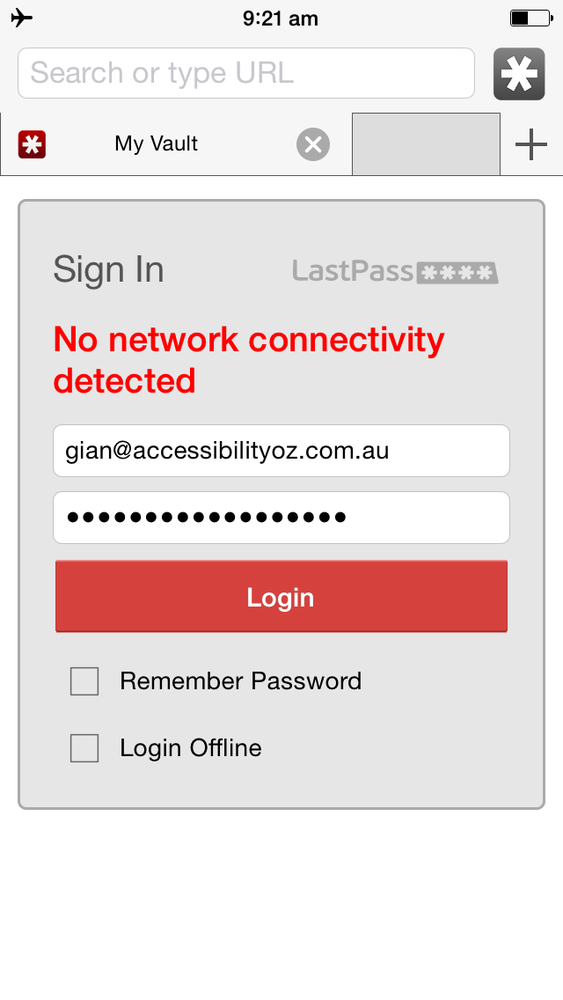 9:21 am
Search or type URL
My Vault
Sign In
LastPass****
No network connectivity
detected
gian@accessibilityoz.com.au
••••••••••••••••••
Login
Remember Password
Login Offline